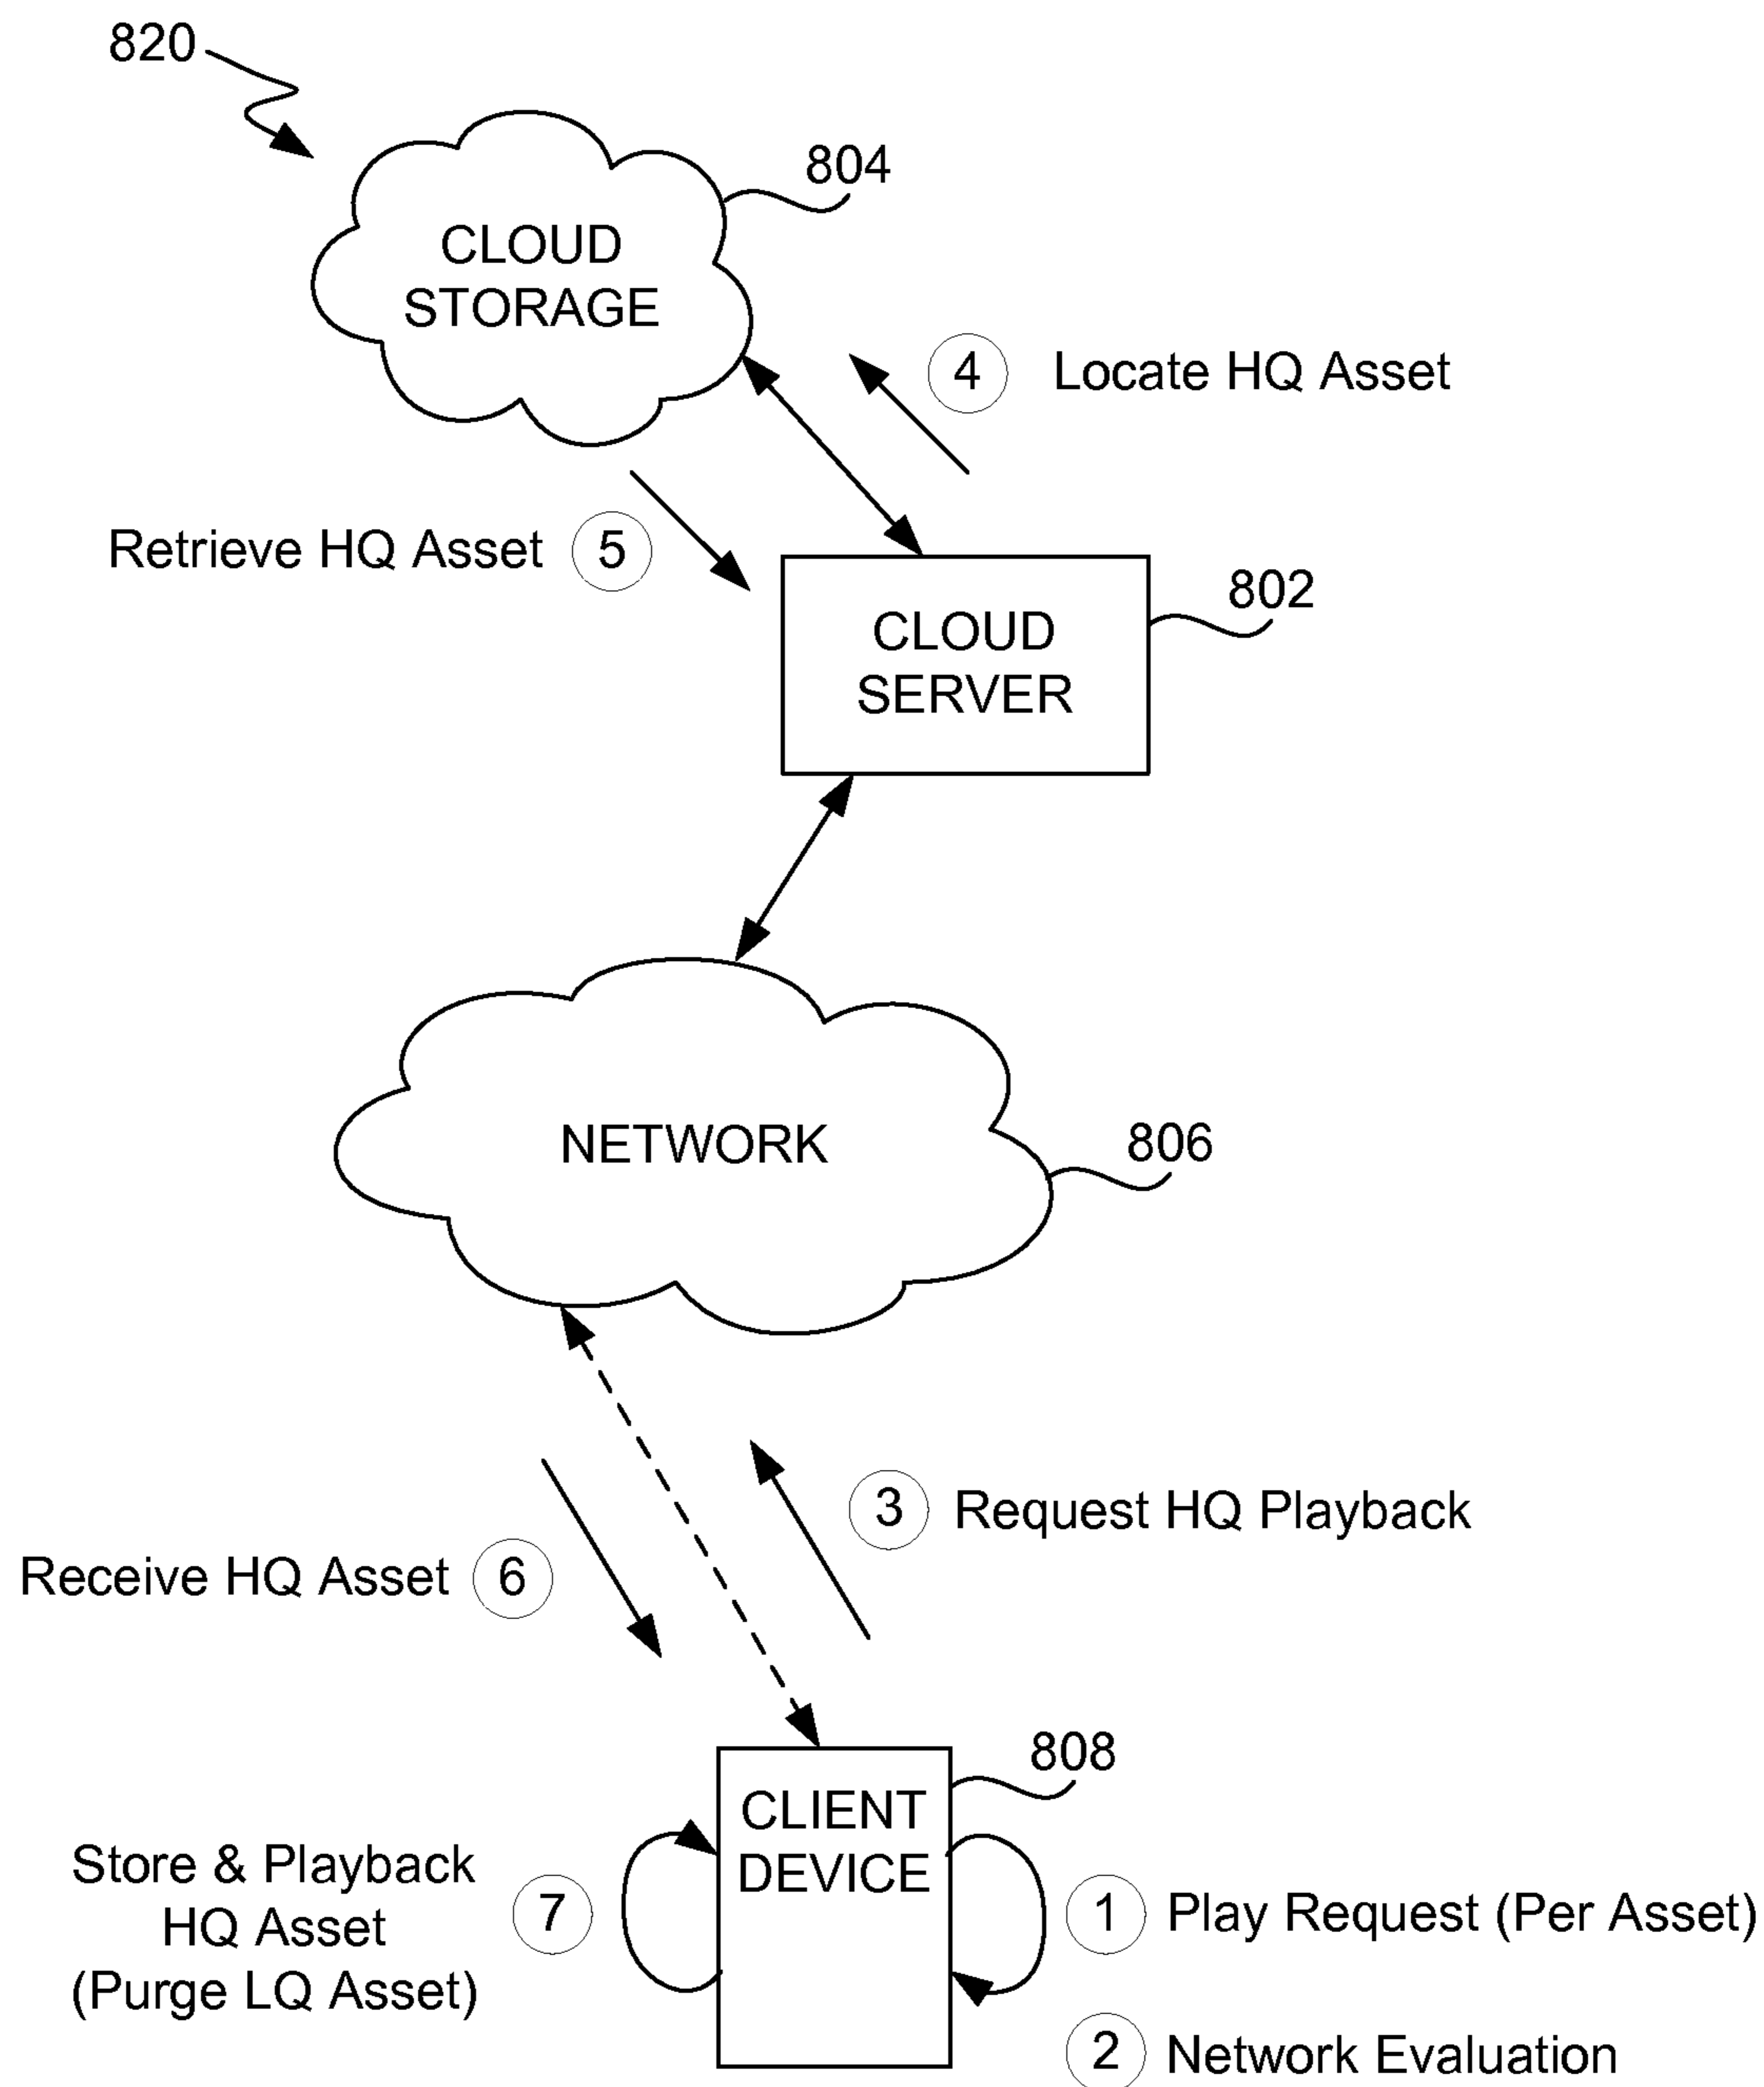 820
804
CLOUD
STORAGE
4 Locate HQ Asset
Retrieve HQ Asset 5
802
CLOUD
SERVER
NETWORK
806
3 Request HQ Playback
Receive HQ Asset 6
808
CLIENT
DEVICE
Store & Playback
HQ Asset
(Purge LQ Asset)
7
1 Play Request (Per Asset)
2 Network Evaluation